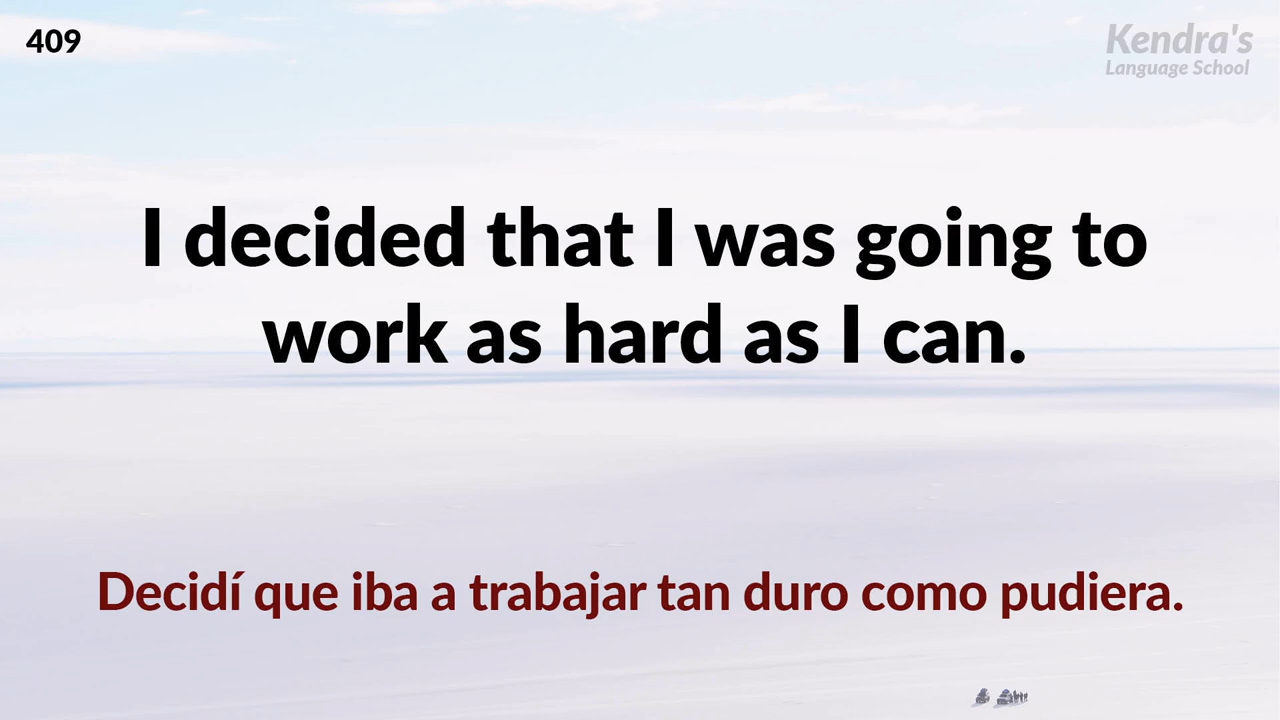 409
Kendra's
Language School
I decided that I was going to
work as hard as I can.
Decidí que iba a trabajar tan duro como pudiera.